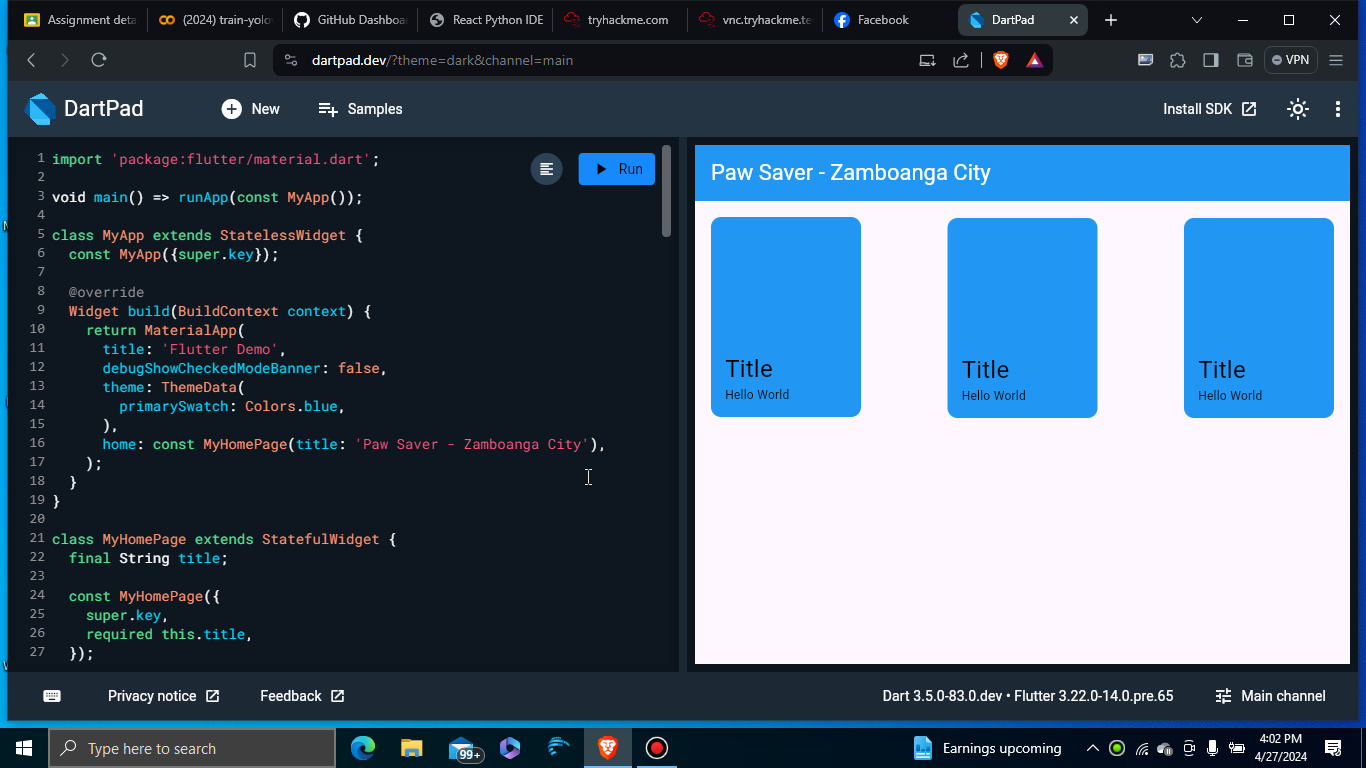 Assignment deta
(2024) train-yolo
GitHub Dashboa
React Python IDE
tryhackme.com
vnc.tryhackme.te
Facebook
DartPad
dartpad.dev/?theme=dark&channel=main
VPN
DartPad
New
Samples
Install SDK
Run
1 import 'package:flutter/material.dart';
2
3 void main() => runApp(const MyApp());
4
5 class MyApp extends StatelessWidget {
6 const MyApp({super.key});
7
8 @override
9 Widget build(BuildContext context) {
10 return MaterialApp(
11 title: 'Flutter Demo',
12 debugShowCheckedModeBanner: false,
13 theme: ThemeData(
14 primarySwatch: Colors.blue,
15 ),
16 home: const MyHomePage(title: 'Paw Saver - Zamboanga City'),
17 );
18 }
19 }
20
21 class MyHomePage extends StatefulWidget {
22 final String title;
23
24 const MyHomePage({
25 super.key,
26 required this.title,
27 });
Paw Saver - Zamboanga City
Title
Hello World
Title
Hello World
Title
Hello World
Privacy notice
Feedback
Dart 3.5.0-83.0.dev • Flutter 3.22.0-14.0.pre.65
Main channel
Type here to search
99+
Earnings upcoming
4:02 PM
4/27/2024